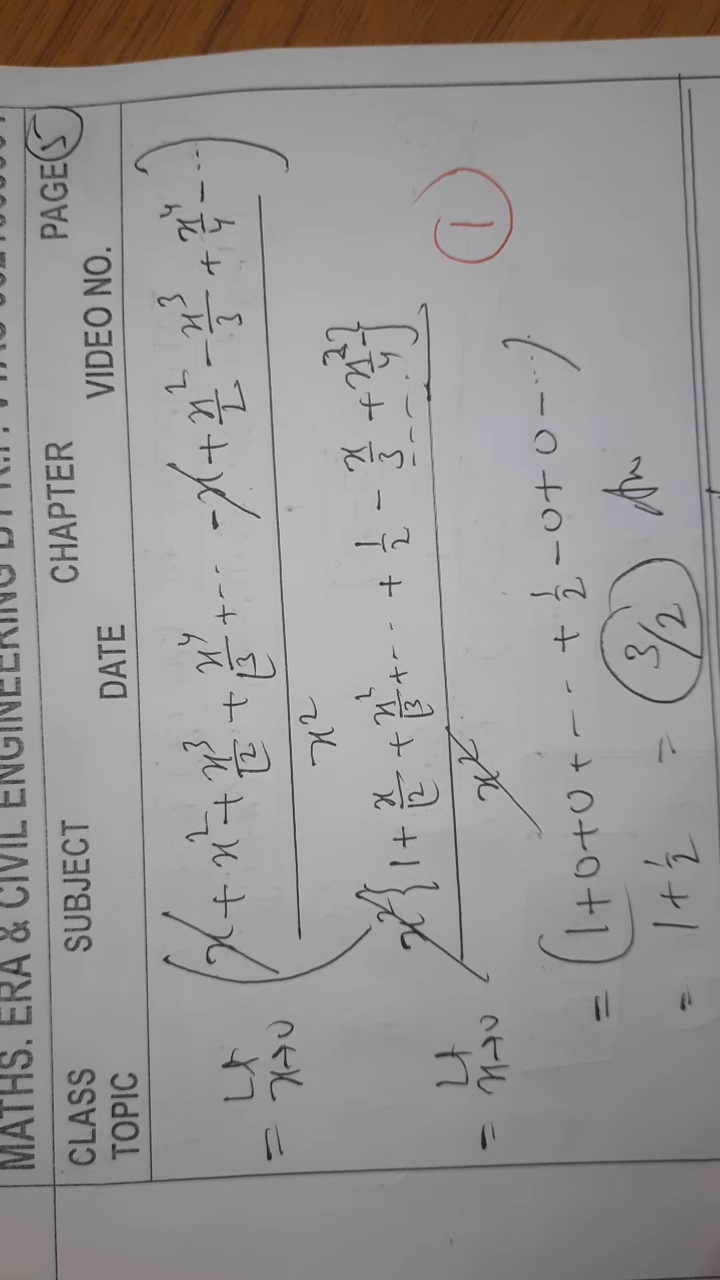 MATHS. ERA & CIVIL ENGINEERING BY
CLASS SUBJECT CHAPTER PAGE 5
TOPIC DATE VIDEO NO.
= Lt x→0 (x + x² + x³/⌊2 + x⁴/⌊3 + ... - x + x²/2 - x³/3 + x⁴/4 - ...) / x²
= Lt x→0 x²{1 + x/⌊2 + x²/⌊3 + ... + 1/2 - x/3 + x²/4 - ...} / x²
①
= (1+0+0+ ... + 1/2 - 0 + 0 - ...)
= 1 + 1/2 = 3/2